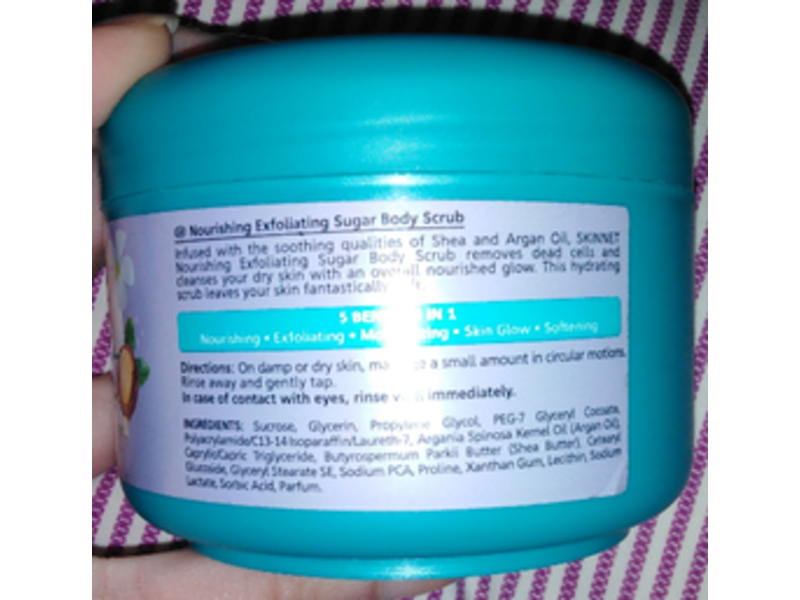 GB Nourishing Exfoliating Sugar Body Scrub
Infused with the soothing qualities of Shea and Argan Oil, SKINNET
Nourishing Exfoliating Sugar Body Scrub removes dead cells and
cleanses your dry skin with an overall nourished glow. This hydrating
scrub leaves your skin fantastically
5 IN 1
Nourishing • Exfoliating • • Skin Glow • Softening
Directions: On damp or dry skin, a small amount in circular motions.
Rinse away and gently tap.
In case of contact with eyes, rinse immediately.
INGREDIENTS: Sucrose, Glycerin, Propylene Glycol, PEG-7 Glyceryl Cocoate,
Polyacrylamide/C13-14 Isoparaffin/Laureth-7, Argania Spinosa Kernel Oil (Argan Oil),
Caprylic/Capric Triglyceride, Butyrospermum Parkii Butter (Shea Butter), Cetearyl
Glucoside, Glyceryl Stearate SE, Sodium PCA, Proline, Xanthan Gum, Lecithin, Sodium
Lactate, Sorbic Acid, Parfum.